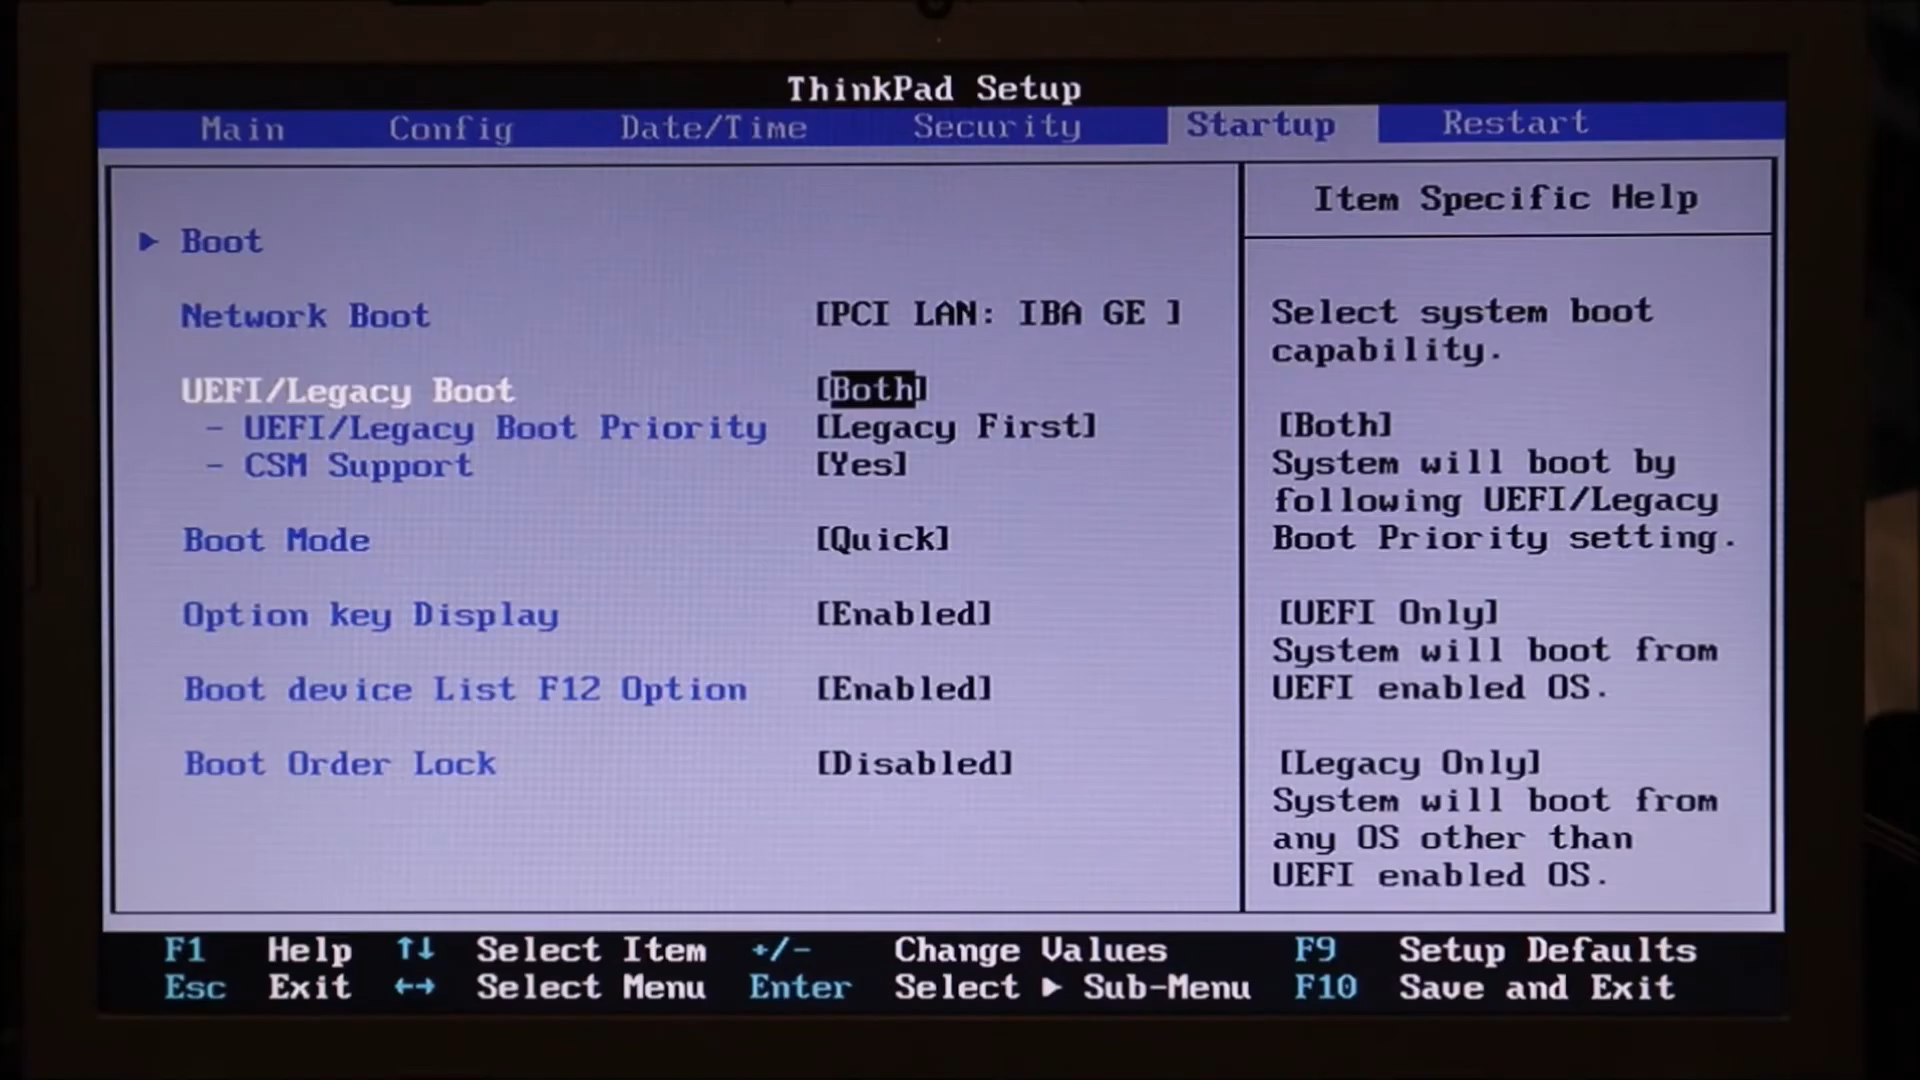 ThinkPad Setup
Main Config Date/Time Security Startup Restart
Item Specific Help
▶ Boot
Network Boot [PCI LAN: IBA GE ]
UEFI/Legacy Boot [Both]
- UEFI/Legacy Boot Priority [Legacy First]
- CSM Support [Yes]
Boot Mode [Quick]
Option key Display [Enabled]
Boot device List F12 Option [Enabled]
Boot Order Lock [Disabled]
Select system boot
capability.
[Both]
System will boot by
following UEFI/Legacy
Boot Priority setting.
[UEFI Only]
System will boot from
UEFI enabled OS.
[Legacy Only]
System will boot from
any OS other than
UEFI enabled OS.
F1 Help ↑↓ Select Item +/- Change Values F9 Setup Defaults
Esc Exit ←→ Select Menu Enter Select ▶ Sub-Menu F10 Save and Exit